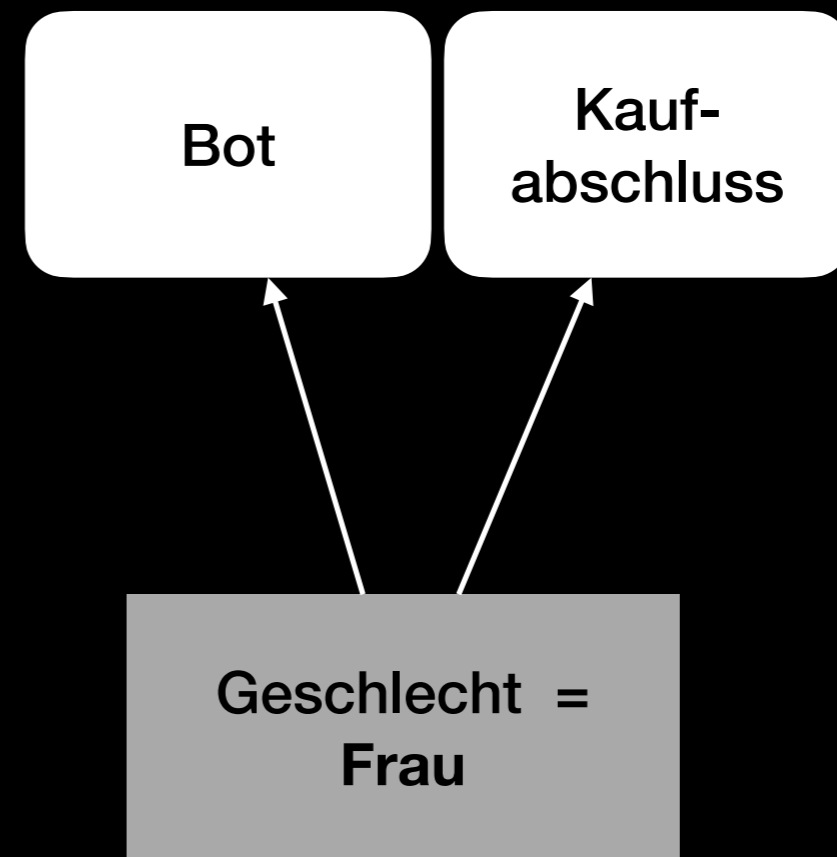 Bot
Kauf-
abschluss
Geschlecht =
Frau